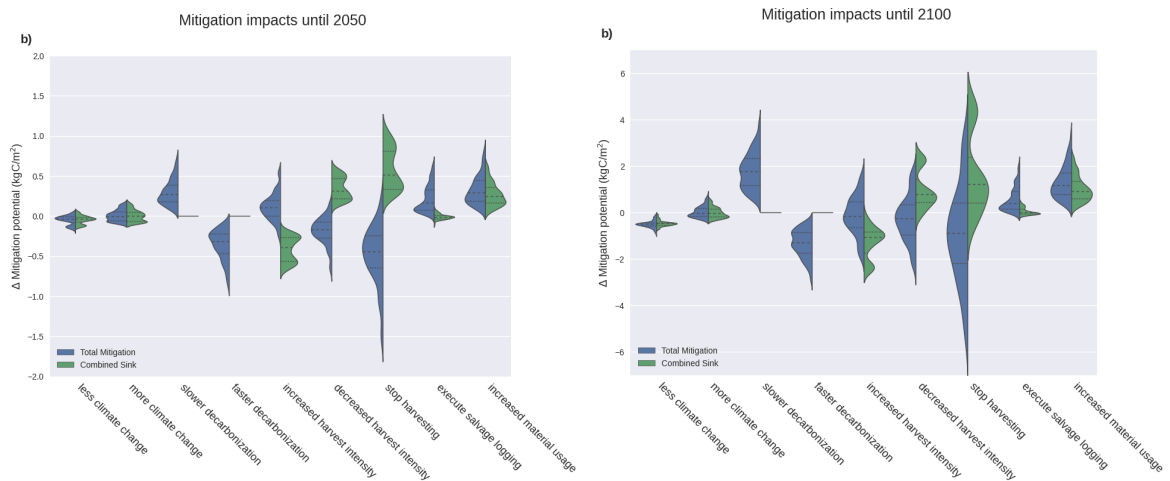 Mitigation impacts until 2050
b)
Δ Mitigation potential (kgC/m²)
2.0
1.5
1.0
0.5
0.0
−0.5
−1.0
−1.5
−2.0
Total Mitigation
Combined Sink
less climate change
more climate change
slower decarbonization
faster decarbonization
increased harvest intensity
decreased harvest intensity
stop harvesting
execute salvage logging
increased material usage
Mitigation impacts until 2100
b)
Δ Mitigation potential (kgC/m²)
6
4
2
0
−2
−4
−6
Total Mitigation
Combined Sink
less climate change
more climate change
slower decarbonization
faster decarbonization
increased harvest intensity
decreased harvest intensity
stop harvesting
execute salvage logging
increased material usage